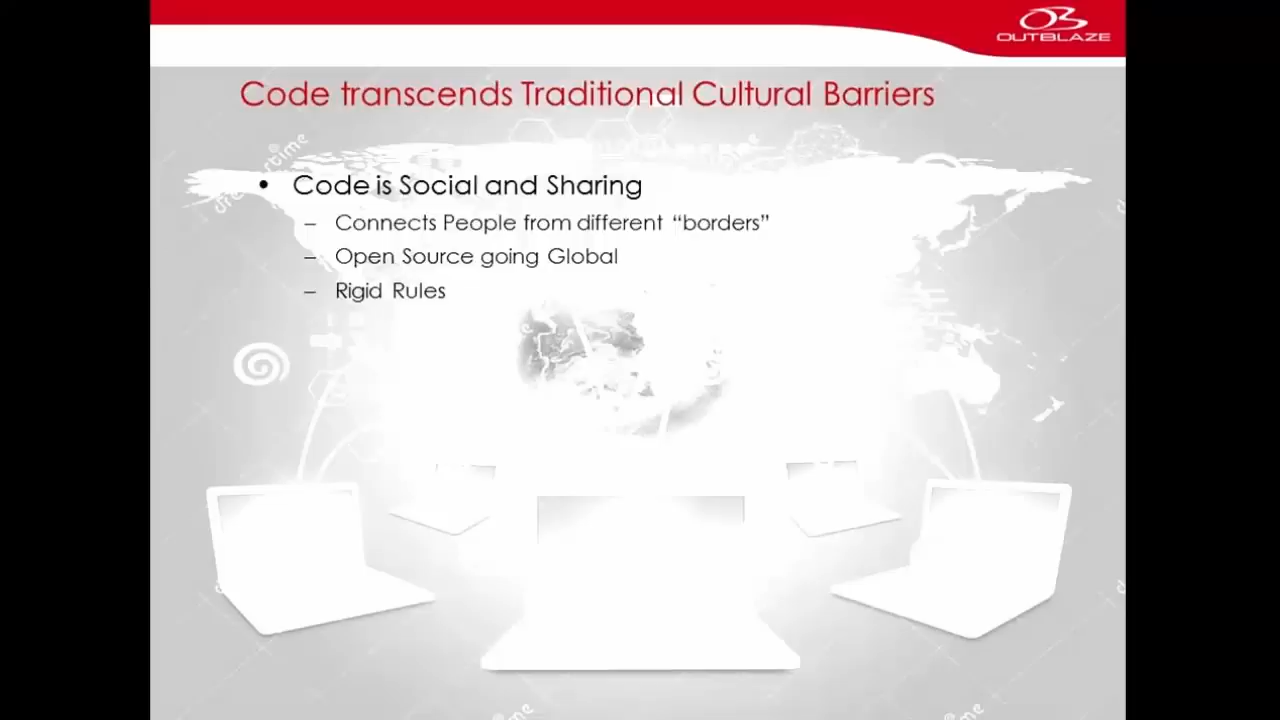 OUTBLAZE
Code transcends Traditional Cultural Barriers
• Code is Social and Sharing
– Connects People from different “borders”
– Open Source going Global
– Rigid Rules